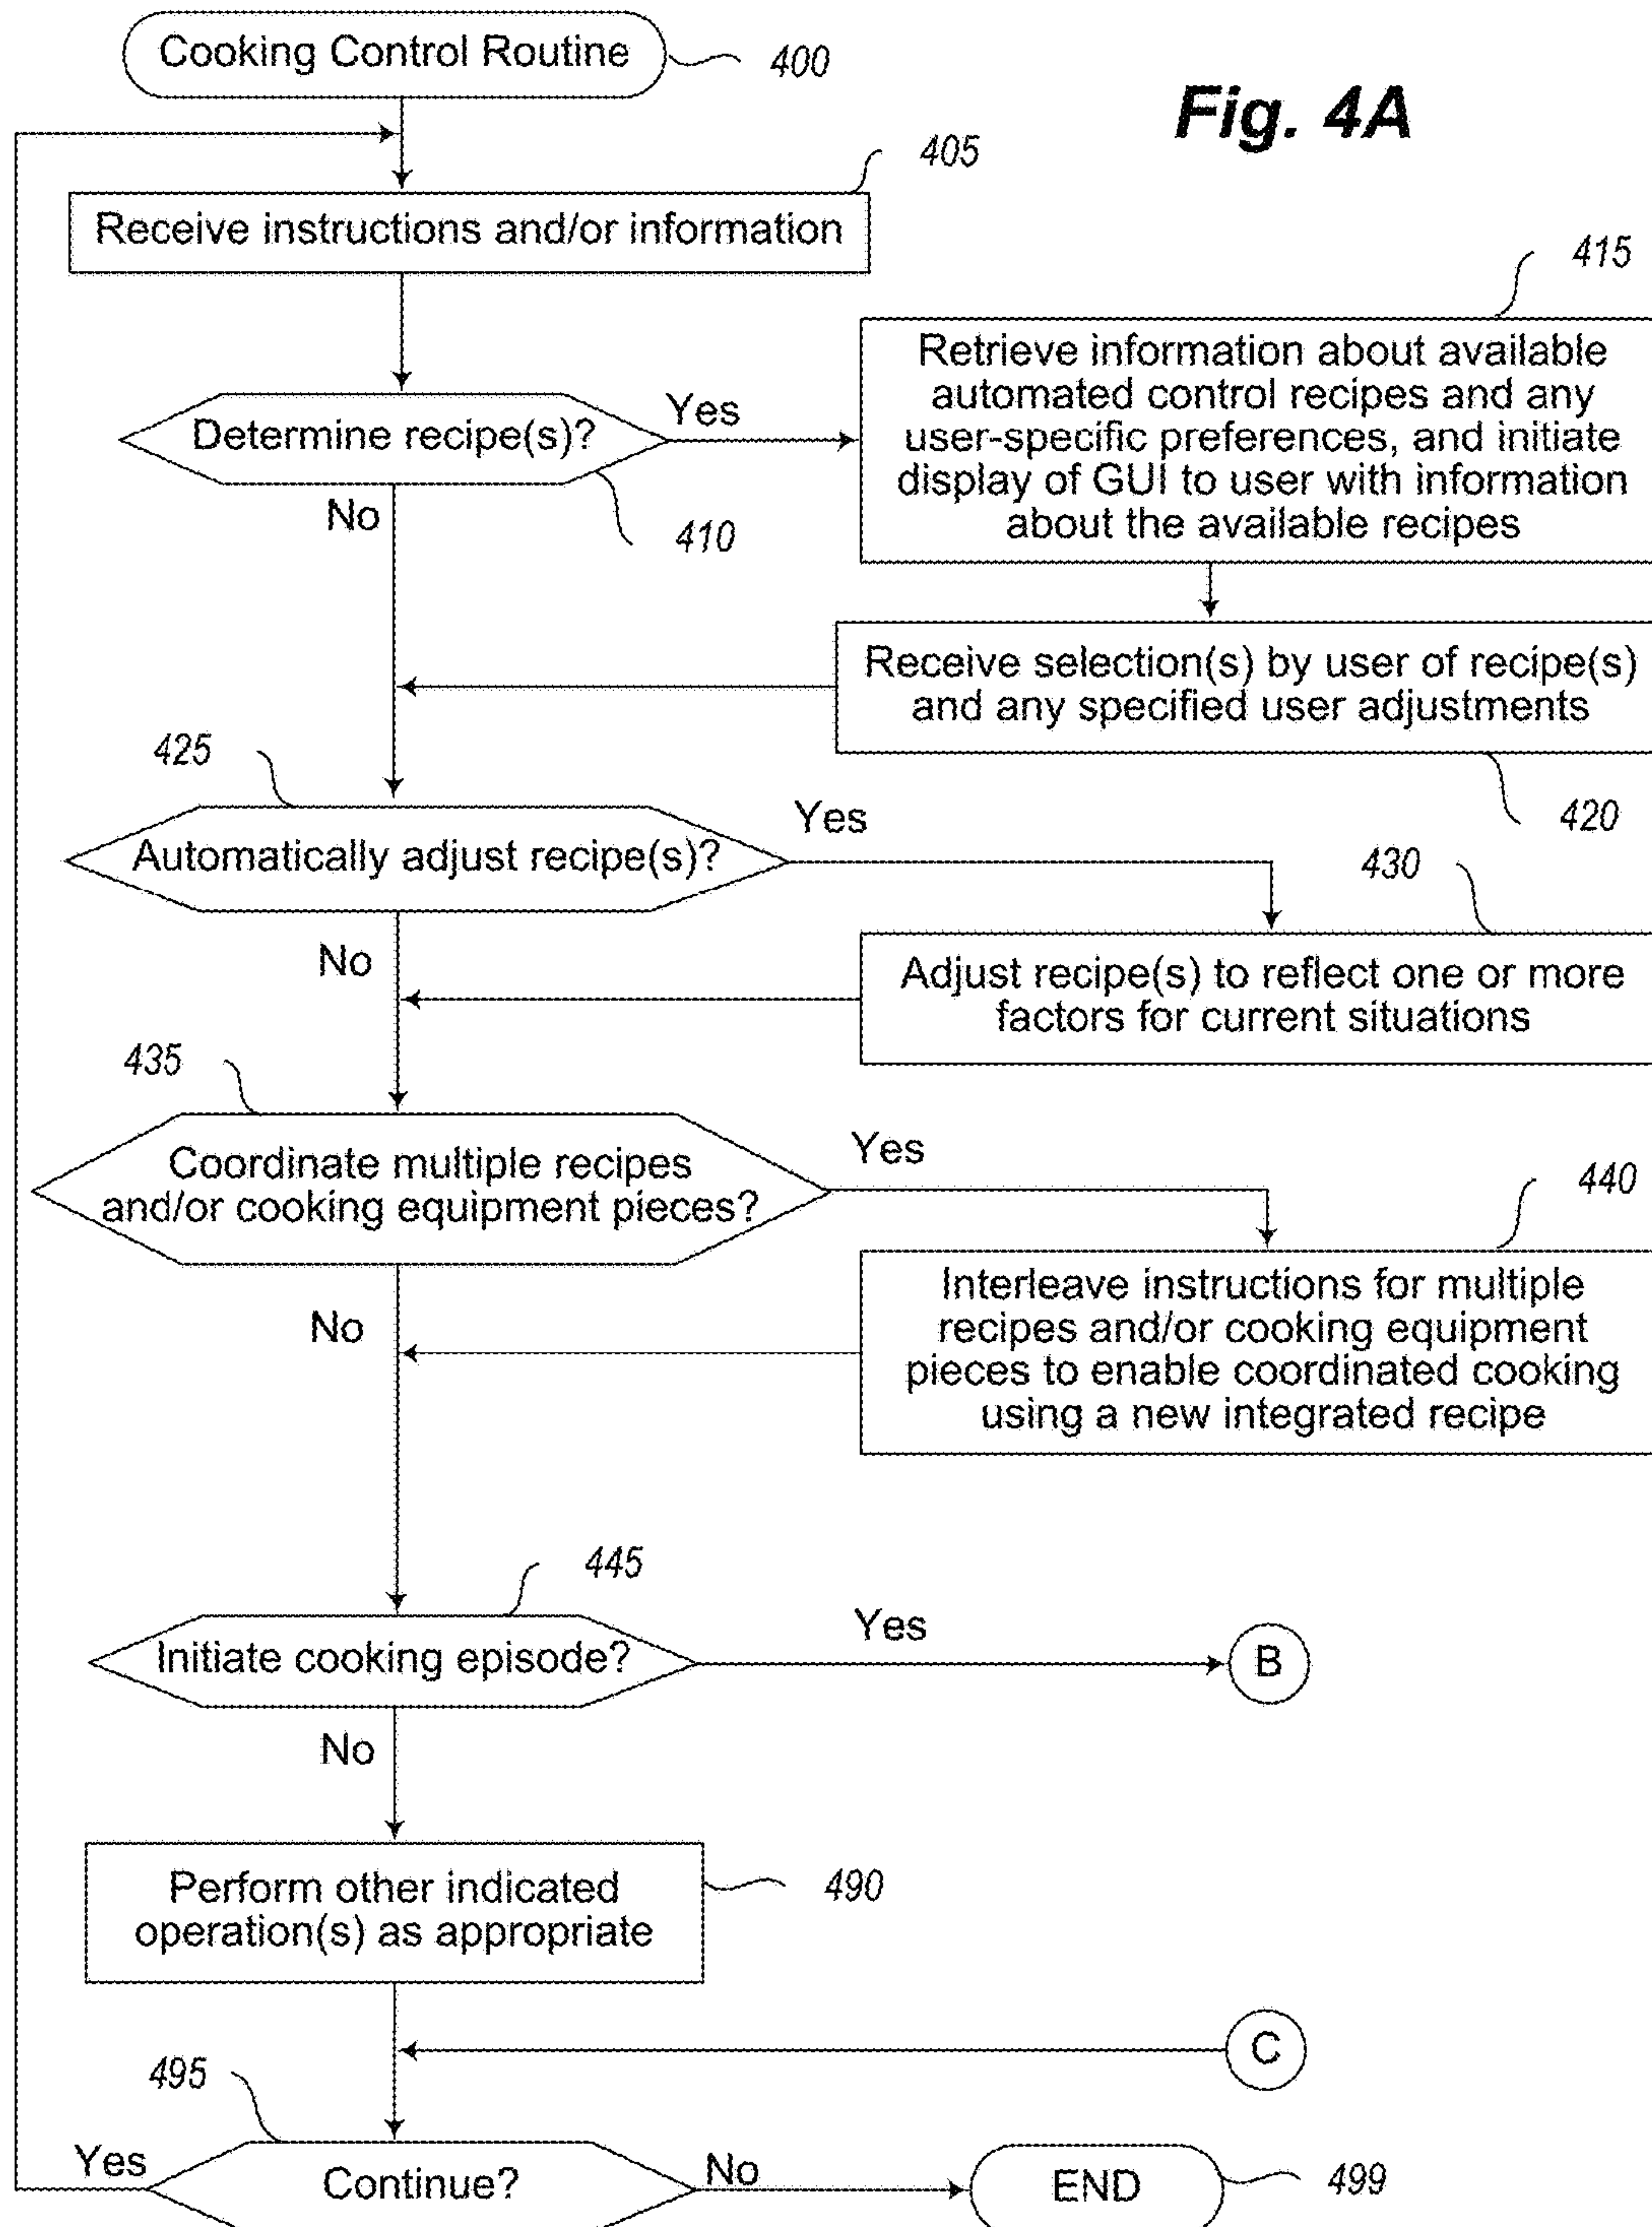 Cooking Control Routine
400
Fig. 4A
405
Receive instructions and/or information
415
Retrieve information about available
automated control recipes and any
user-specific preferences, and initiate
display of GUI to user with information
about the available recipes
Determine recipe(s)?
Yes
No
410
Receive selection(s) by user of recipe(s)
and any specified user adjustments
420
425
Automatically adjust recipe(s)?
Yes
No
430
Adjust recipe(s) to reflect one or more
factors for current situations
435
Coordinate multiple recipes
and/or cooking equipment pieces?
Yes
No
440
Interleave instructions for multiple
recipes and/or cooking equipment
pieces to enable coordinated cooking
using a new integrated recipe
445
Initiate cooking episode?
Yes
B
No
Perform other indicated
operation(s) as appropriate
490
C
495
Yes
Continue?
No
END
499